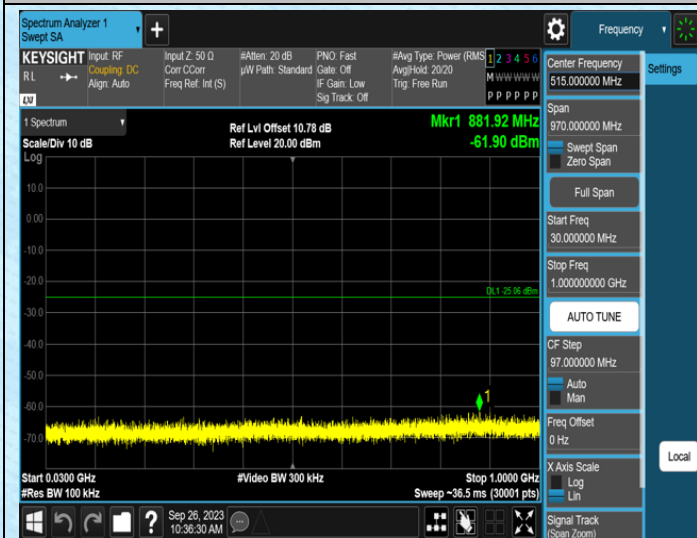 Spectrum Analyzer 1
Swept SA
+
Frequency
KEYSIGHT
RL
LXI
Input: RF
Coupling: DC
Align: Auto
Input Z: 50 Ω
Corr CCorr
Freq Ref: Int (S)
#Atten: 20 dB
µW Path: Standard
PNO: Fast
Gate: Off
IF Gain: Low
Sig Track: Off
#Avg Type: Power (RMS
Avg|Hold: 20/20
Trig: Free Run
1 2 3 4 5 6
M W W W W W
P P P P P P
1 Spectrum
Scale/Div 10 dB
Log
Ref Lvl Offset 10.78 dB
Ref Level 20.00 dBm
Mkr1 881.92 MHz
-61.90 dBm
10.0
0.00
-10.0
-20.0
DL1 -25.06 dBm
-30.0
-40.0
-50.0
-60.0
-70.0
1
Start 0.0300 GHz
#Res BW 100 kHz
#Video BW 300 kHz
Stop 1.0000 GHz
Sweep ~36.5 ms (30001 pts)
?
Sep 26, 2023
10:36:30 AM
Center Frequency
515.000000 MHz
Settings
Span
970.000000 MHz
Swept Span
Zero Span
Full Span
Start Freq
30.000000 MHz
Stop Freq
1.000000000 GHz
AUTO TUNE
CF Step
97.000000 MHz
Auto
Man
Freq Offset
0 Hz
Local
X Axis Scale
Log
Lin
Signal Track
(Span Zoom)